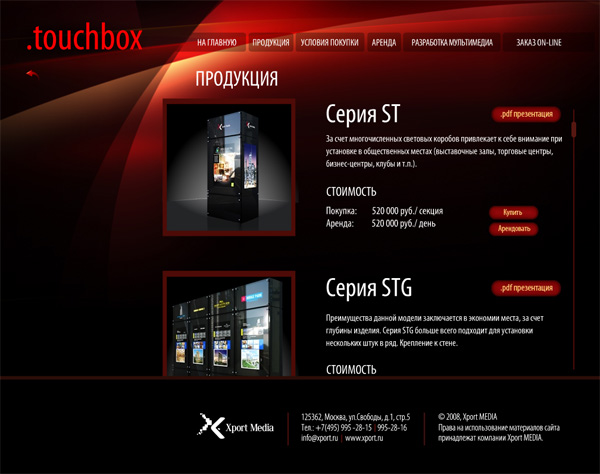 .touchbox
НА ГЛАВНУЮ
ПРОДУКЦИЯ
УСЛОВИЯ ПОКУПКИ
АРЕНДА
РАЗРАБОТКА МУЛЬТИМЕДИА
ЗАКАЗ ON-LINE
ПРОДУКЦИЯ
Серия ST
.pdf презентация
За счет многочисленных световых коробов привлекает к себе внимание при
установке в общественных местах (выставочные залы, торговые центры,
бизнес-центры, клубы и т.п.).
СТОИМОСТЬ
Покупка: 520 000 руб./ секция
Купить
Аренда: 520 000 руб./ день
Арендовать
Серия STG
.pdf презентация
Преимущества данной модели заключается в экономии места, за счет
глубины изделия. Серия STG больше всего подходит для установки
нескольких штук в ряд. Крепление к стене.
СТОИМОСТЬ
Xport Media
125362, Москва, ул.Свободы, д.1, стр.5
Тел.: +7(495) 995 -28-15 | 995-28-16
info@xport.ru | www.xport.ru
© 2008, Xport MEDIA
Права на использование материалов сайта
принадлежат компании Xport MEDIA.